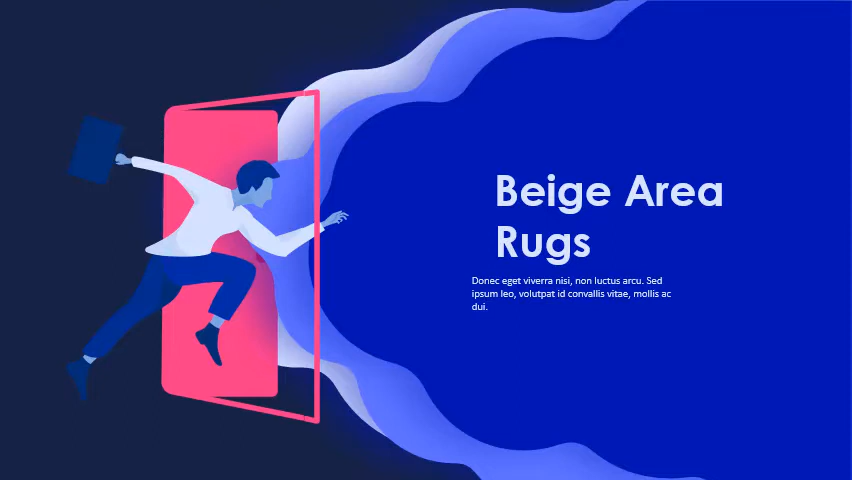 Beige Area
Rugs
Donec eget viverra nisi, non luctus arcu. Sed
ipsum leo, volutpat id convallis vitae, mollis ac
dui.